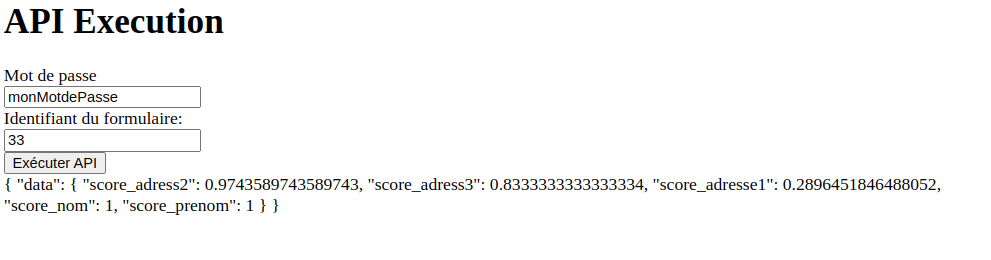 API Execution
Mot de passe
monMotdePasse
Identifiant du formulaire:
33
Exécuter API
{ "data": { "score_adress2": 0.9743589743589743, "score_adress3": 0.8333333333333334, "score_adresse1": 0.2896451846488052,
"score_nom": 1, "score_prenom": 1 } }